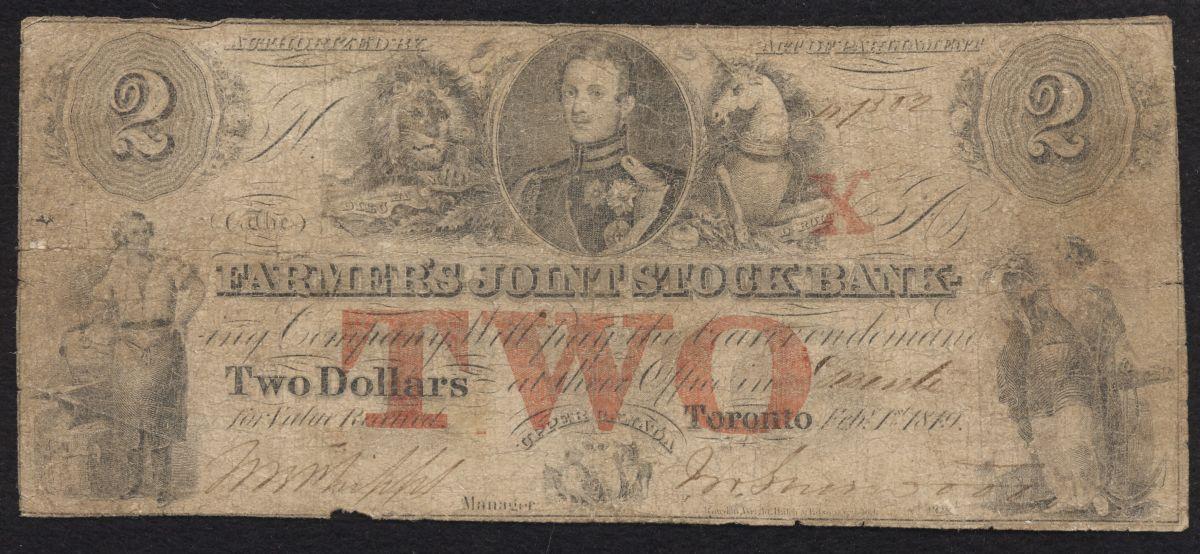 2
AUTHORIZED BY
ACT OF PARLIAMENT
2
X
(The)
FARMER'S JOINT STOCK BANK-
-ing Company Will pay the bearer on demand
TWO
Two Dollars at their Office in Toronto
for Value Received
UPPER CANADA
Toronto Feby. 1st 1849.
Manager